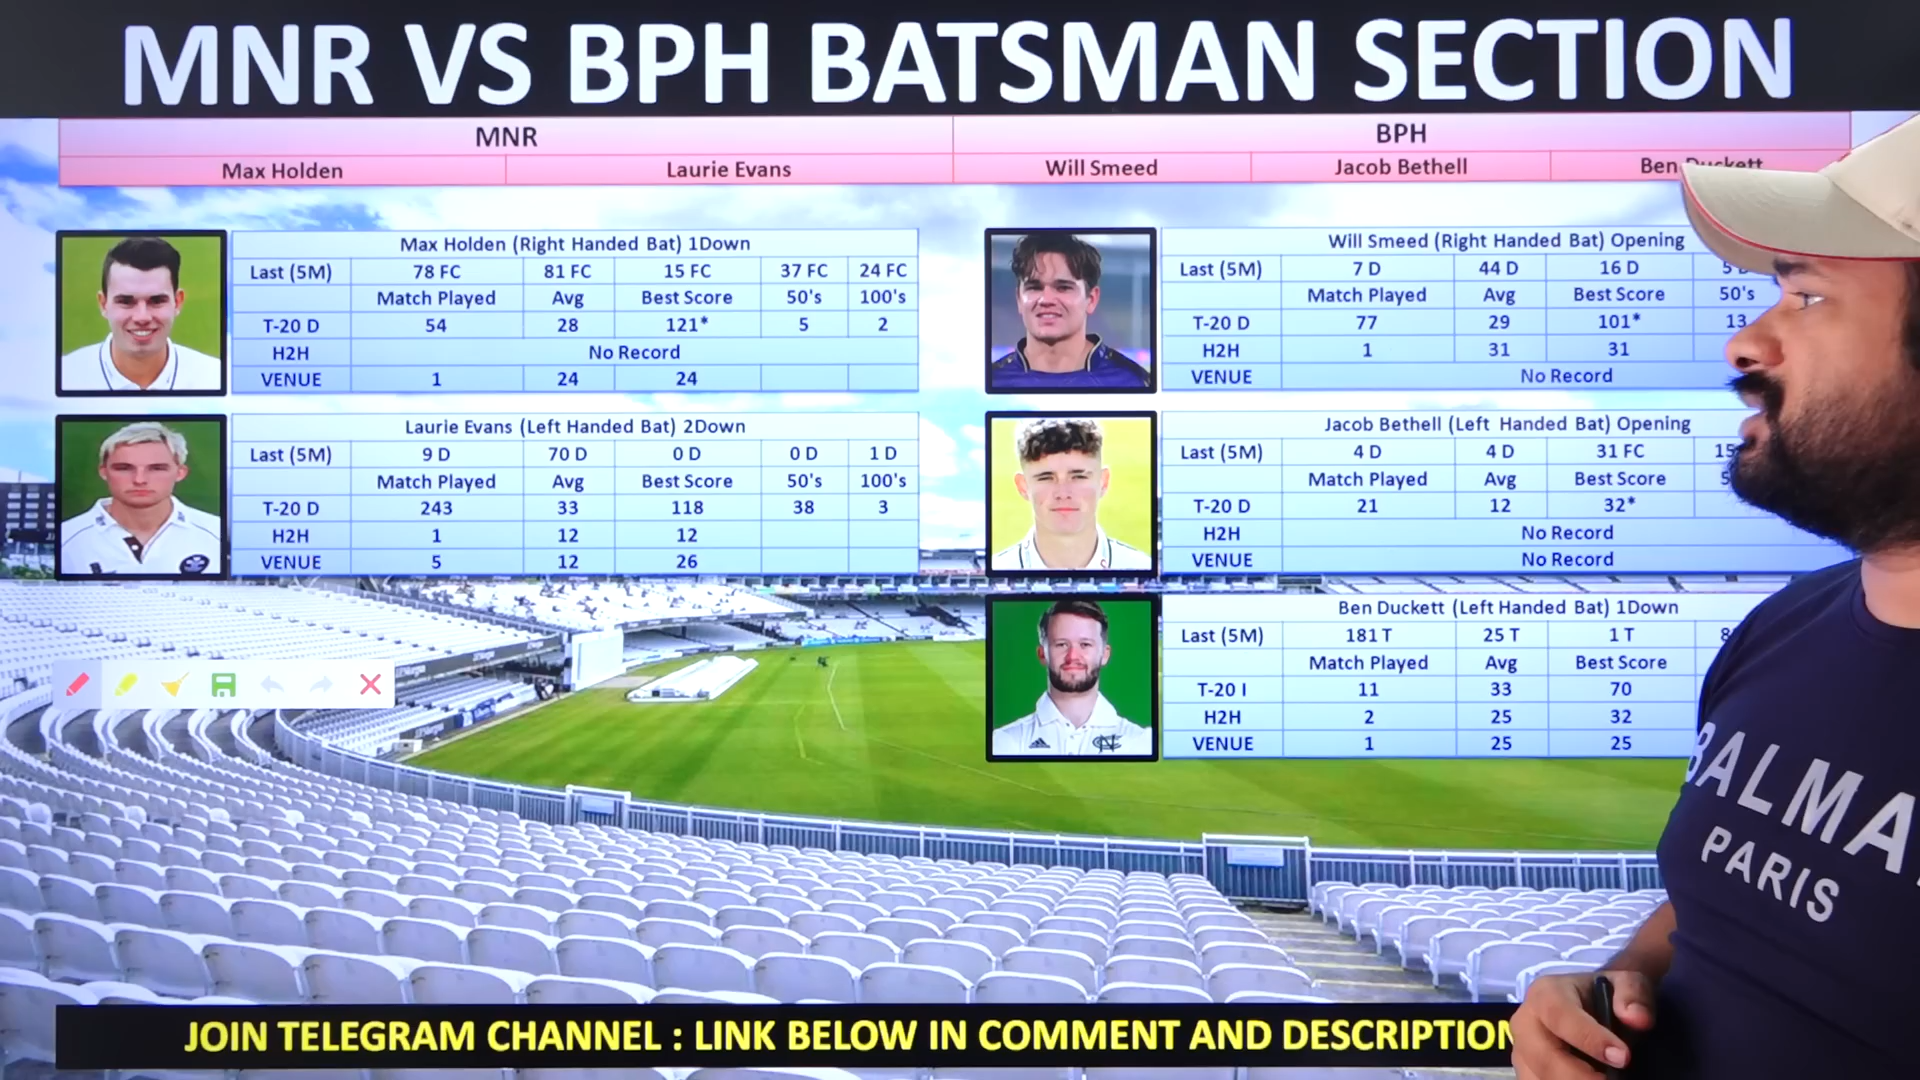 MNR VS BPH BATSMAN SECTION
MNR BPH
Max Holden Laurie Evans Will Smeed Jacob Bethell Ben Duckett
Max Holden (Right Handed Bat) 1Down
Last (5M) 78 FC 81 FC 15 FC 37 FC 24 FC
Match Played Avg Best Score 50's 100's
T-20 D 54 28 121* 5 2
H2H No Record
VENUE 1 24 24
Laurie Evans (Left Handed Bat) 2Down
Last (5M) 9 D 70 D 0 D 0 D 1 D
Match Played Avg Best Score 50's 100's
T-20 D 243 33 118 38 3
H2H 1 12 12
VENUE 5 12 26
Will Smeed (Right Handed Bat) Opening
Last (5M) 7 D 44 D 16 D 5 D
Match Played Avg Best Score 50's
T-20 D 77 29 101* 13
H2H 1 31 31
VENUE No Record
Jacob Bethell (Left Handed Bat) Opening
Last (5M) 4 D 4 D 31 FC 15
Match Played Avg Best Score
T-20 D 21 12 32*
H2H No Record
VENUE No Record
Ben Duckett (Left Handed Bat) 1Down
Last (5M) 181 T 25 T 1 T
Match Played Avg Best Score
T-20 I 11 33 70
H2H 2 25 32
VENUE 1 25 25
BALMA
PARIS
JOIN TELEGRAM CHANNEL : LINK BELOW IN COMMENT AND DESCRIPTION